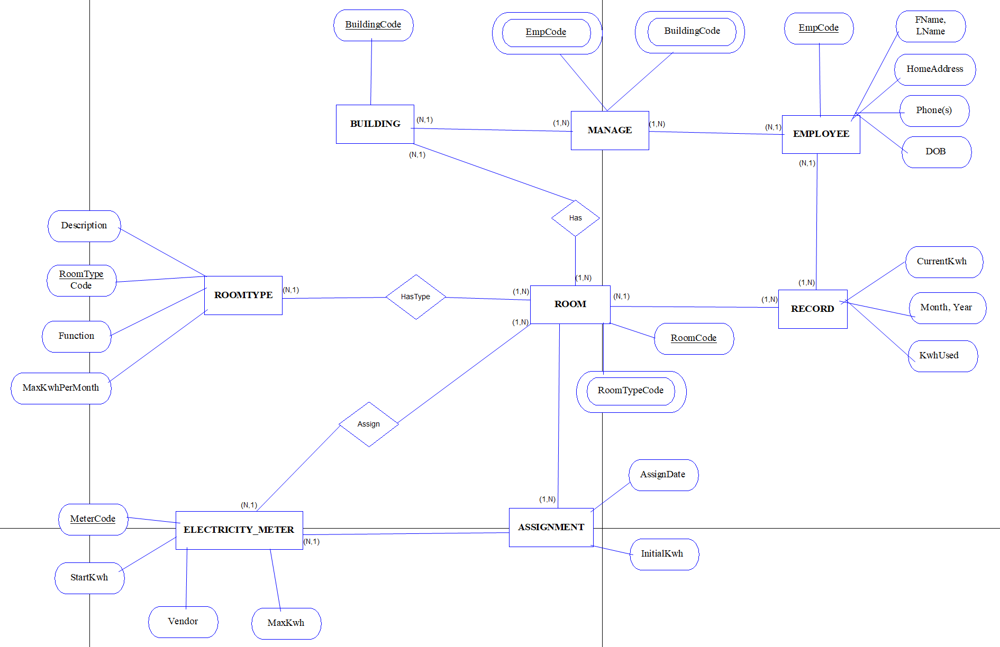 BuildingCode
EmpCode
BuildingCode
EmpCode
FName,
LName
HomeAddress
Phone(s)
DOB
BUILDING
(N,1)
(1,N)
MANAGE
(1,N)
(N,1)
EMPLOYEE
(N,1)
(N,1)
Has
Description
RoomType
Code
Function
MaxKwhPerMonth
ROOMTYPE
(N,1)
HasType
(1,N)
(1,N)
ROOM
(N,1)
(1,N)
(1,N)
(1,N)
RECORD
CurrentKwh
Month, Year
KwhUsed
RoomCode
RoomTypeCode
Assign
(N,1)
(1,N)
MeterCode
ELECTRICITY_METER
(N,1)
ASSIGNMENT
AssignDate
InitialKwh
StartKwh
Vendor
MaxKwh